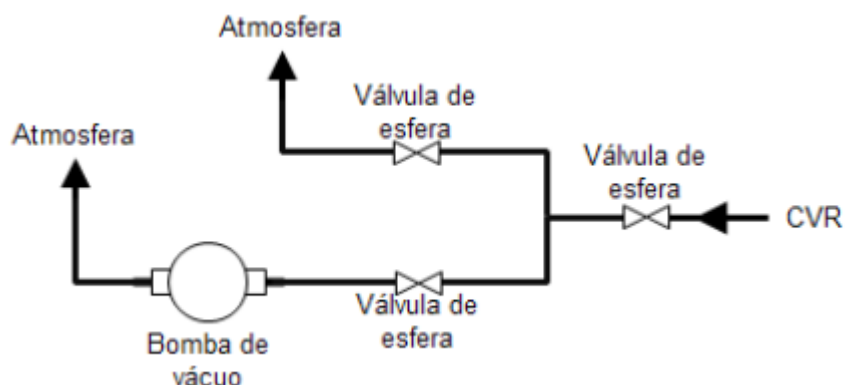 Atmosfera
Válvula de
esfera
Atmosfera
Válvula de
esfera
CVR
Válvula de
esfera
Bomba de
vácuo